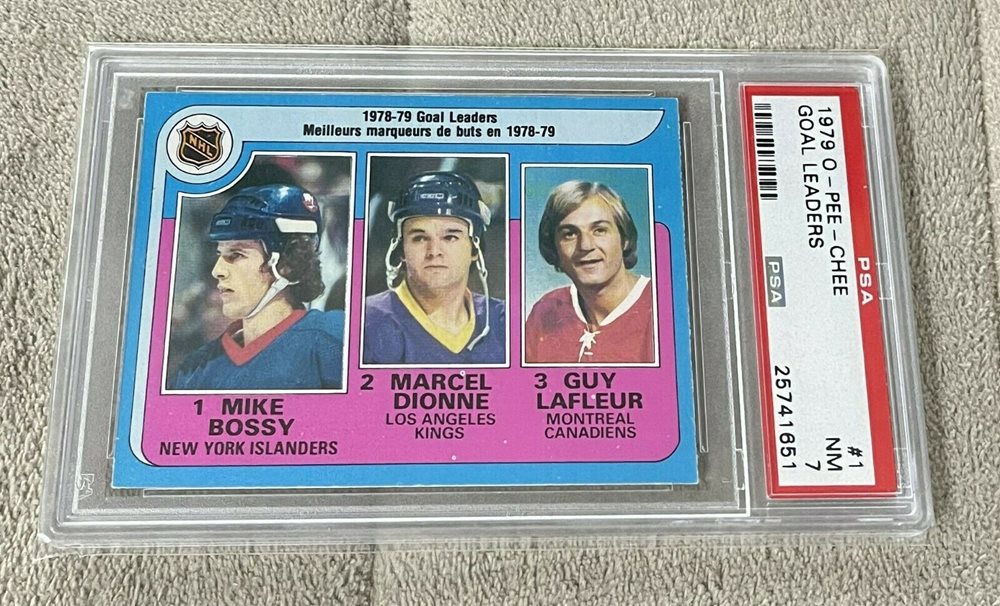 1978-79 Goal Leaders
Meilleurs marqueurs de buts en 1978-79
NHL
1 MIKE
BOSSY
NEW YORK ISLANDERS
2 MARCEL
DIONNE
LOS ANGELES
KINGS
3 GUY
LAFLEUR
MONTREAL
CANADIENS
PSA
1979 O-PEE-CHEE
GOAL LEADERS
#1
NM
7
PSA
25741651